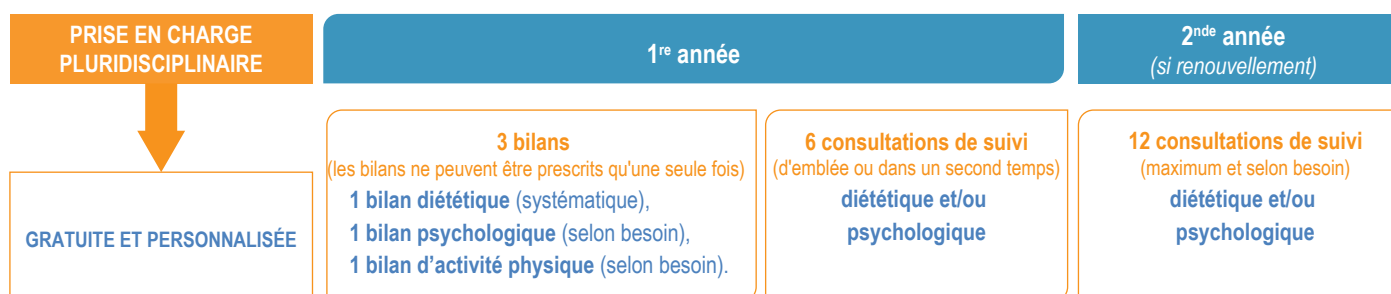 PRISE EN CHARGE
PLURIDISCIPLINAIRE
1re année
2nde année
(si renouvellement)
GRATUITE ET PERSONNALISÉE
3 bilans
(les bilans ne peuvent être prescrits qu'une seule fois)
1 bilan diététique (systématique),
1 bilan psychologique (selon besoin),
1 bilan d'activité physique (selon besoin).
6 consultations de suivi
(d'emblée ou dans un second temps)
diététique et/ou
psychologique
12 consultations de suivi
(maximum et selon besoin)
diététique et/ou
psychologique